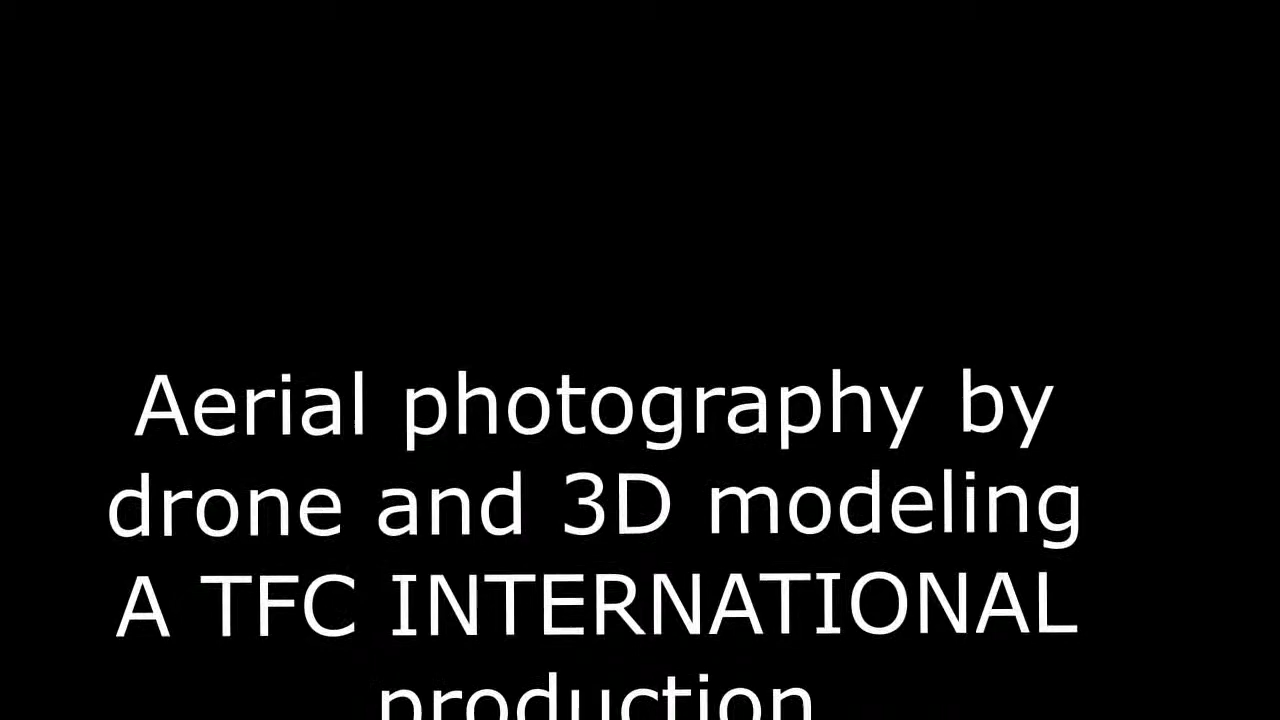 Aerial photography by
drone and 3D modeling
A TFC INTERNATIONAL
production